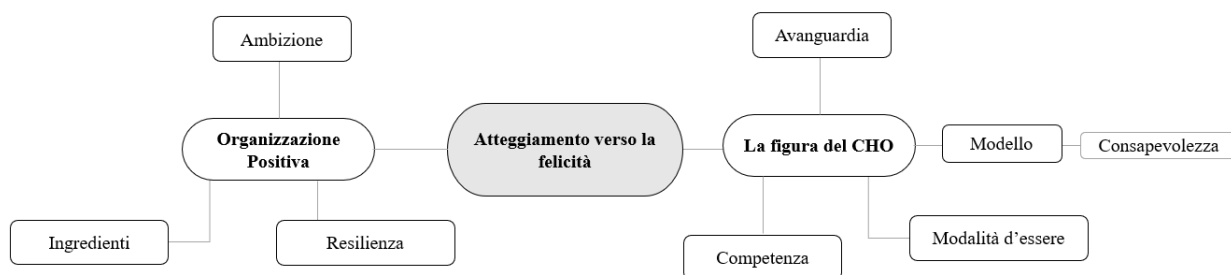 Ambizione
Avanguardia
Organizzazione
Positiva
Atteggiamento verso la
felicità
La figura del CHO
Modello
Consapevolezza
Ingredienti
Resilienza
Competenza
Modalità d’essere